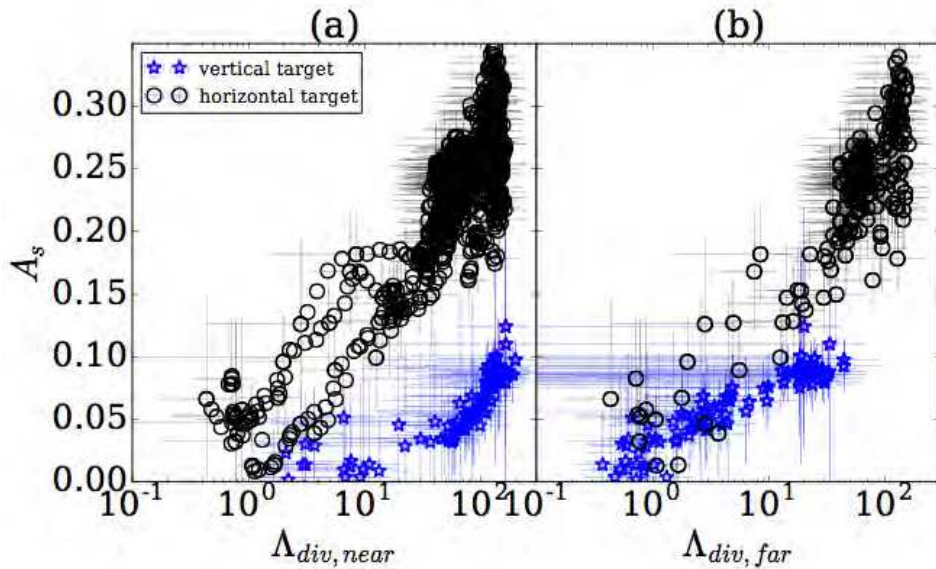 (a) (b)
vertical target
horizontal target
0.30
0.25
0.20
0.15
0.10
0.05
0.00
A_s
10^-1 10^0 10^1 10^2 10^-1 10^0 10^1 10^2
Λ_div,near Λ_div,far